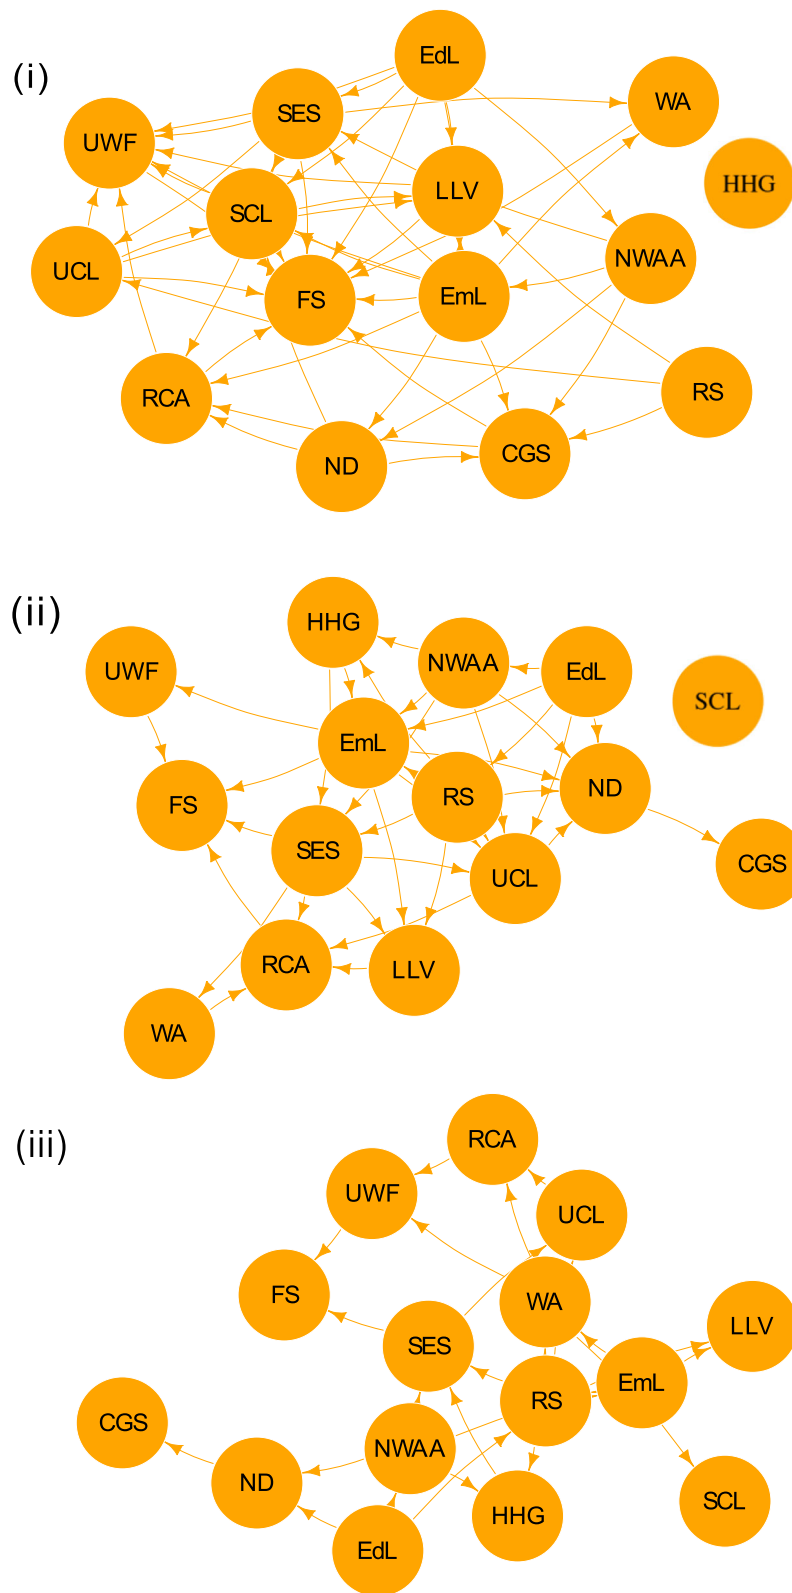 (i)
EdL
SES
WA
UWF
HHG
LLV
SCL
NWAA
UCL
FS
EmL
RCA
RS
ND
CGS
(ii)
HHG
NWAA
EdL
UWF
SCL
EmL
ND
RS
FS
SES
CGS
UCL
RCA
LLV
WA
(iii)
RCA
UWF
UCL
FS
WA
LLV
SES
EmL
RS
CGS
NWAA
ND
SCL
HHG
EdL